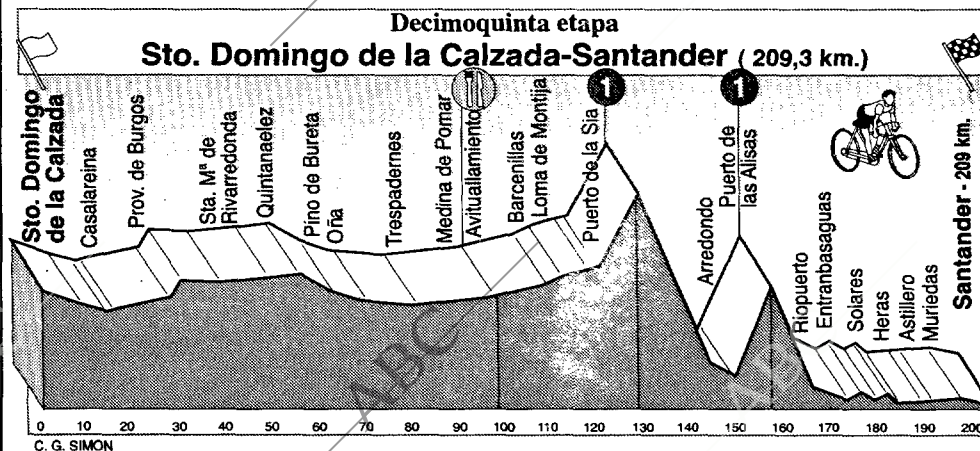 Decimoquinta etapa
Sto. Domingo de la Calzada-Santander ( 209,3 km.)
Sto. Domingo
de la Calzada
Casalareina
Prov. de Burgos
Sta. Mª de
Rivarredonda
Quintanaelez
Pino de Bureta
Oña
Trespadernes
Medina de Pomar
Avituallamiento
Barcenillas
Loma de Montija
1
Puerto de la Sia
Arredondo
1
Puerto de
las Alisas
Riopuerto
Entranbasaguas
Solares
Heras
Astillero
Muriedas
Santander - 209 km.
0 10 20 30 40 50 60 70 80 90 100 110 120 130 140 150 160 170 180 190 200
C. G. SIMON
ABC
ABC